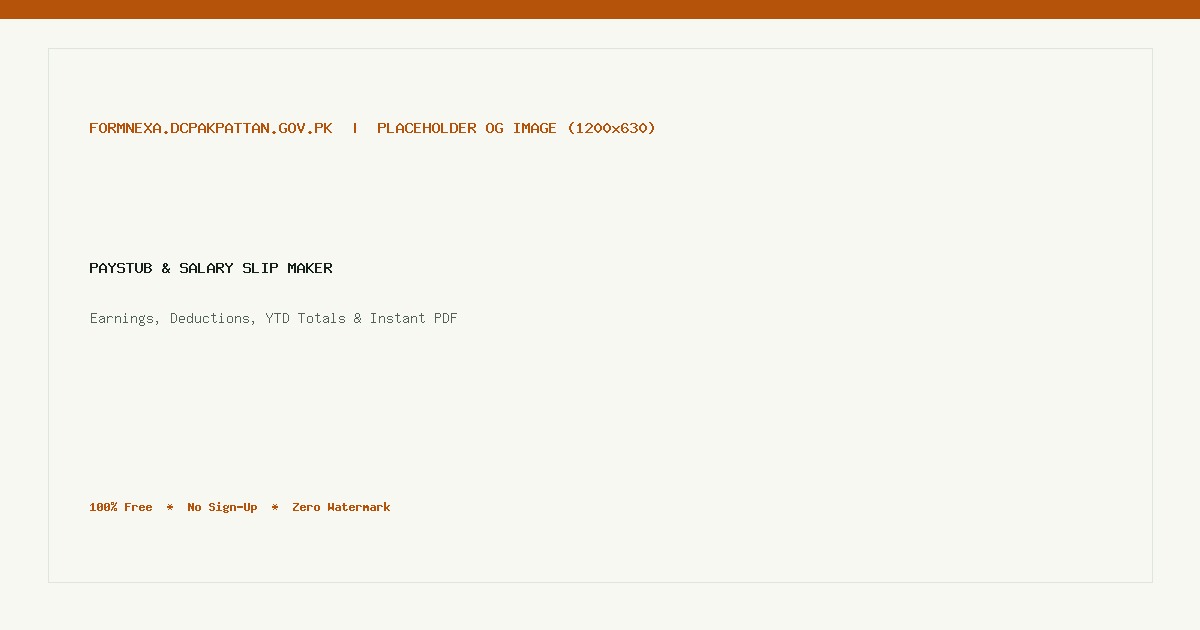 FORMNEXA.DCPAKPATTAN.GOV.PK | PLACEHOLDER OG IMAGE (1200x630)
PAYSTUB & SALARY SLIP MAKER
Earnings, Deductions, YTD Totals & Instant PDF
100% Free * No Sign-Up * Zero Watermark